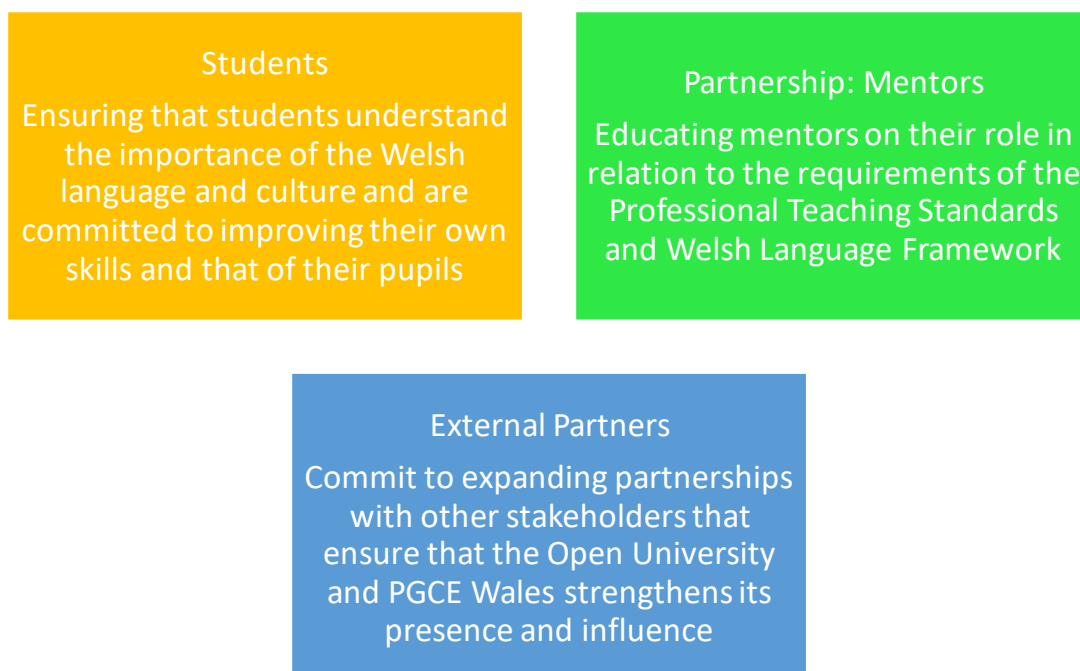 Students
Ensuring that students understand
the importance of the Welsh
language and culture and are
committed to improving their own
skills and that of their pupils
Partnership: Mentors
Educating mentors on their role in
relation to the requirements of the
Professional Teaching Standards
and Welsh Language Framework
External Partners
Commit to expanding partnerships
with other stakeholders that
ensure that the Open University
and PGCE Wales strengthens its
presence and influence